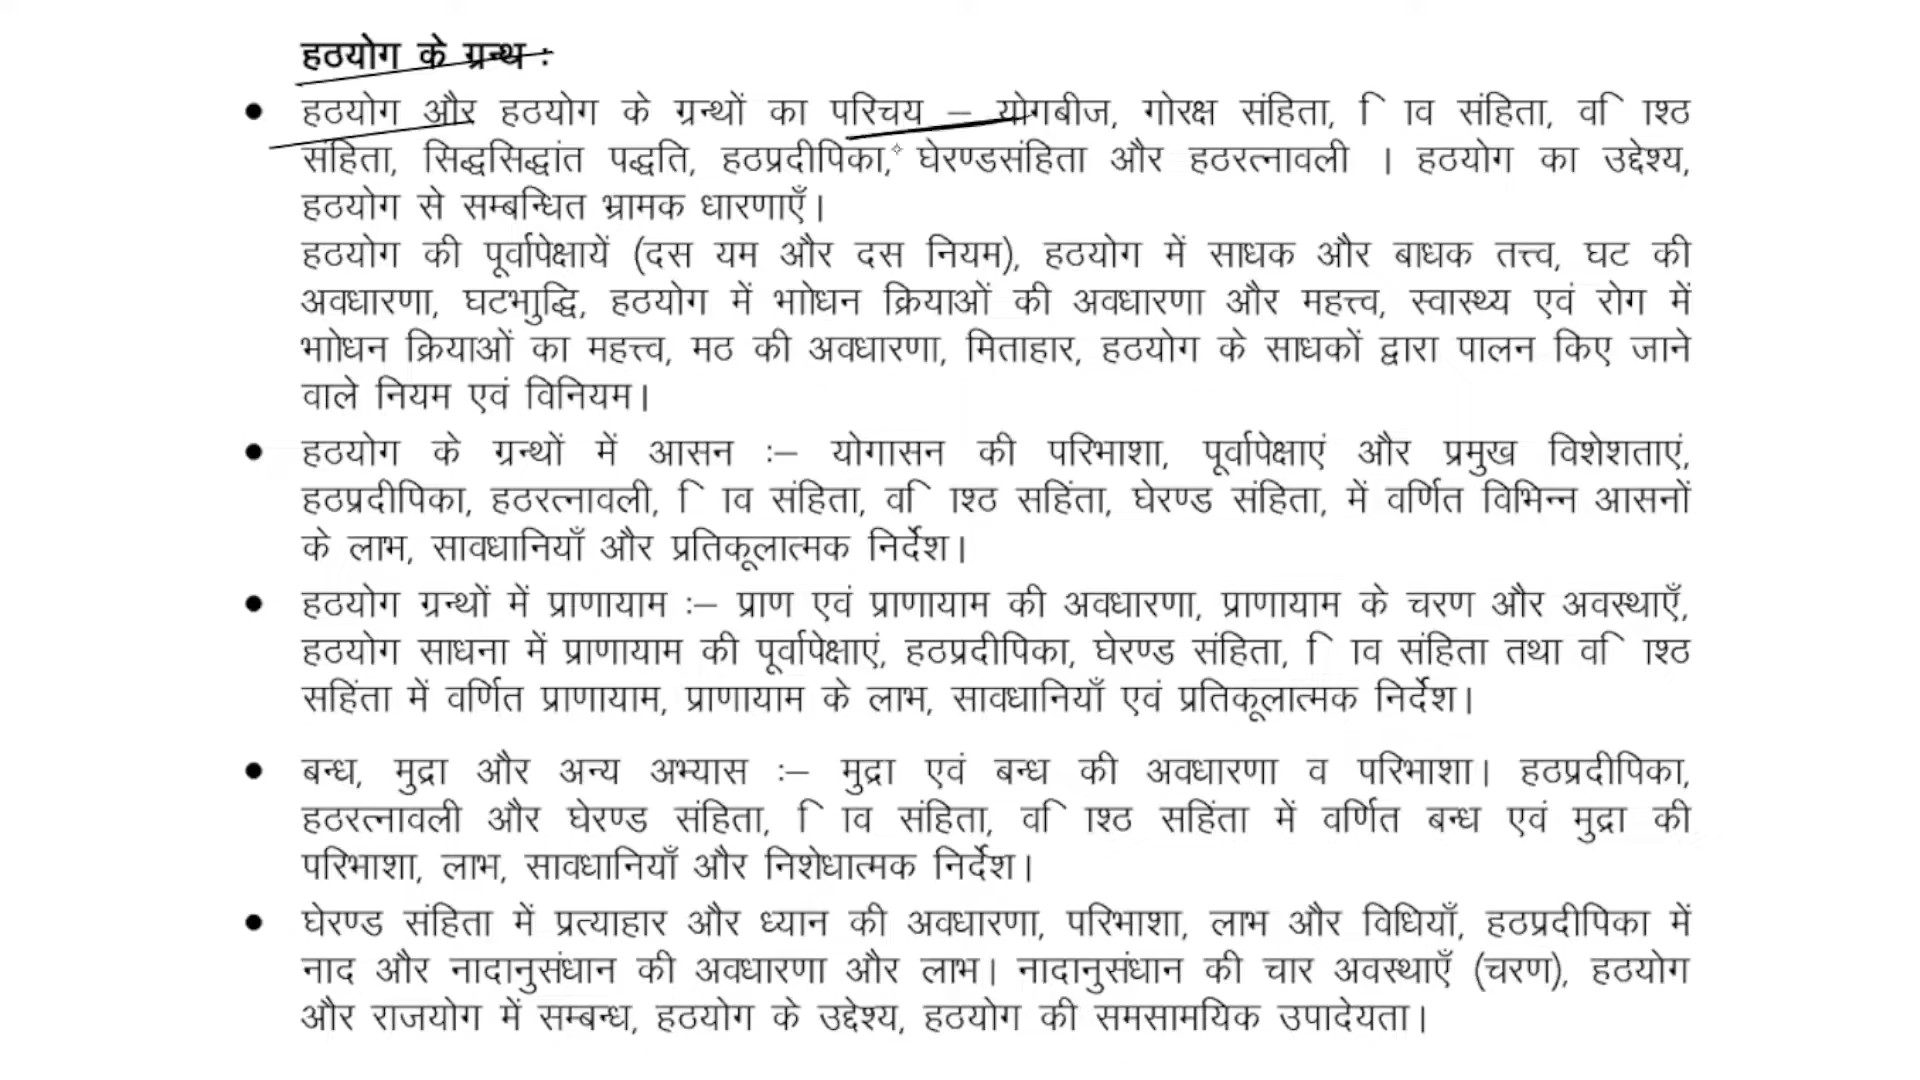 हठयोग के ग्रन्थ :
● हठयोग और हठयोग के ग्रन्थों का परिचय – योगबीज, गोरक्ष संहिता, ि ाव संहिता, व ि ाश्ठ
संहिता, सिद्धसिद्धांत पद्धति, हठप्रदीपिका, घेरण्डसंहिता और हठरत्नावली । हठयोग का उद्देश्य,
हठयोग से सम्बन्धित भ्रामक धारणाएँ।
हठयोग की पूर्वापेक्षायें (दस यम और दस नियम), हठयोग में साधक और बाधक तत्त्व, घट की
अवधारणा, घटभाुद्धि, हठयोग में भाोधन क्रियाओं की अवधारणा और महत्त्व, स्वास्थ्य एवं रोग में
भाोधन क्रियाओं का महत्त्व, मठ की अवधारणा, मिताहार, हठयोग के साधकों द्वारा पालन किए जाने
वाले नियम एवं विनियम।
● हठयोग के ग्रन्थों में आसन :– योगासन की परिभाशा, पूर्वापेक्षाएं और प्रमुख विशेशताएं,
हठप्रदीपिका, हठरत्नावली, ि ाव संहिता, व ि ाश्ठ सहिंता, घेरण्ड संहिता, में वर्णित विभिन्न आसनों
के लाभ, सावधानियाँ और प्रतिकूलात्मक निर्देश।
● हठयोग ग्रन्थों में प्राणायाम :– प्राण एवं प्राणायाम की अवधारणा, प्राणायाम के चरण और अवस्थाएँ,
हठयोग साधना में प्राणायाम की पूर्वापेक्षाएं, हठप्रदीपिका, घेरण्ड संहिता, ि ाव संहिता तथा व ि ाश्ठ
सहिंता में वर्णित प्राणायाम, प्राणायाम के लाभ, सावधानियाँ एवं प्रतिकूलात्मक निर्देश।
● बन्ध, मुद्रा और अन्य अभ्यास :– मुद्रा एवं बन्ध की अवधारणा व परिभाशा। हठप्रदीपिका,
हठरत्नावली और घेरण्ड संहिता, ि ाव संहिता, व ि ाश्ठ सहिंता में वर्णित बन्ध एवं मुद्रा की
परिभाशा, लाभ, सावधानियाँ और निशेधात्मक निर्देश।
● घेरण्ड संहिता में प्रत्याहार और ध्यान की अवधारणा, परिभाशा, लाभ और विधियाँ, हठप्रदीपिका में
नाद और नादानुसंधान की अवधारणा और लाभ। नादानुसंधान की चार अवस्थाएँ (चरण), हठयोग
और राजयोग में सम्बन्ध, हठयोग के उद्देश्य, हठयोग की समसामयिक उपादेयता।